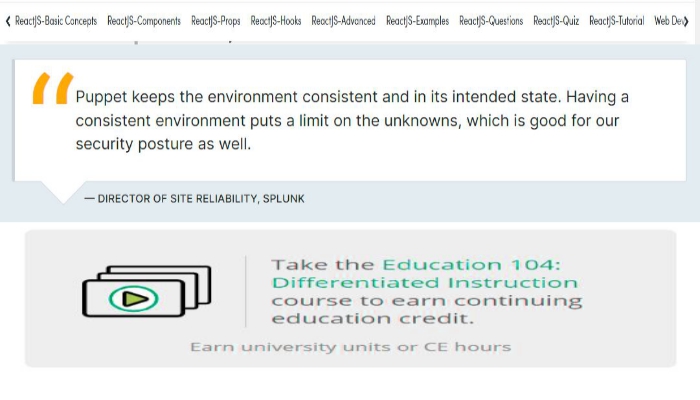 ReactJS-Basic Concepts ReactJS-Components ReactJS-Props ReactJS-Hooks ReactJS-Advanced ReactJS-Examples ReactJS-Questions ReactJS-Quiz ReactJS-Tutorial Web Dev
“Puppet keeps the environment consistent and in its intended state. Having a
consistent environment puts a limit on the unknowns, which is good for our
security posture as well.
— DIRECTOR OF SITE RELIABILITY, SPLUNK
Take the Education 104:
Differentiated Instruction
course to earn continuing
education credit.
Earn university units or CE hours